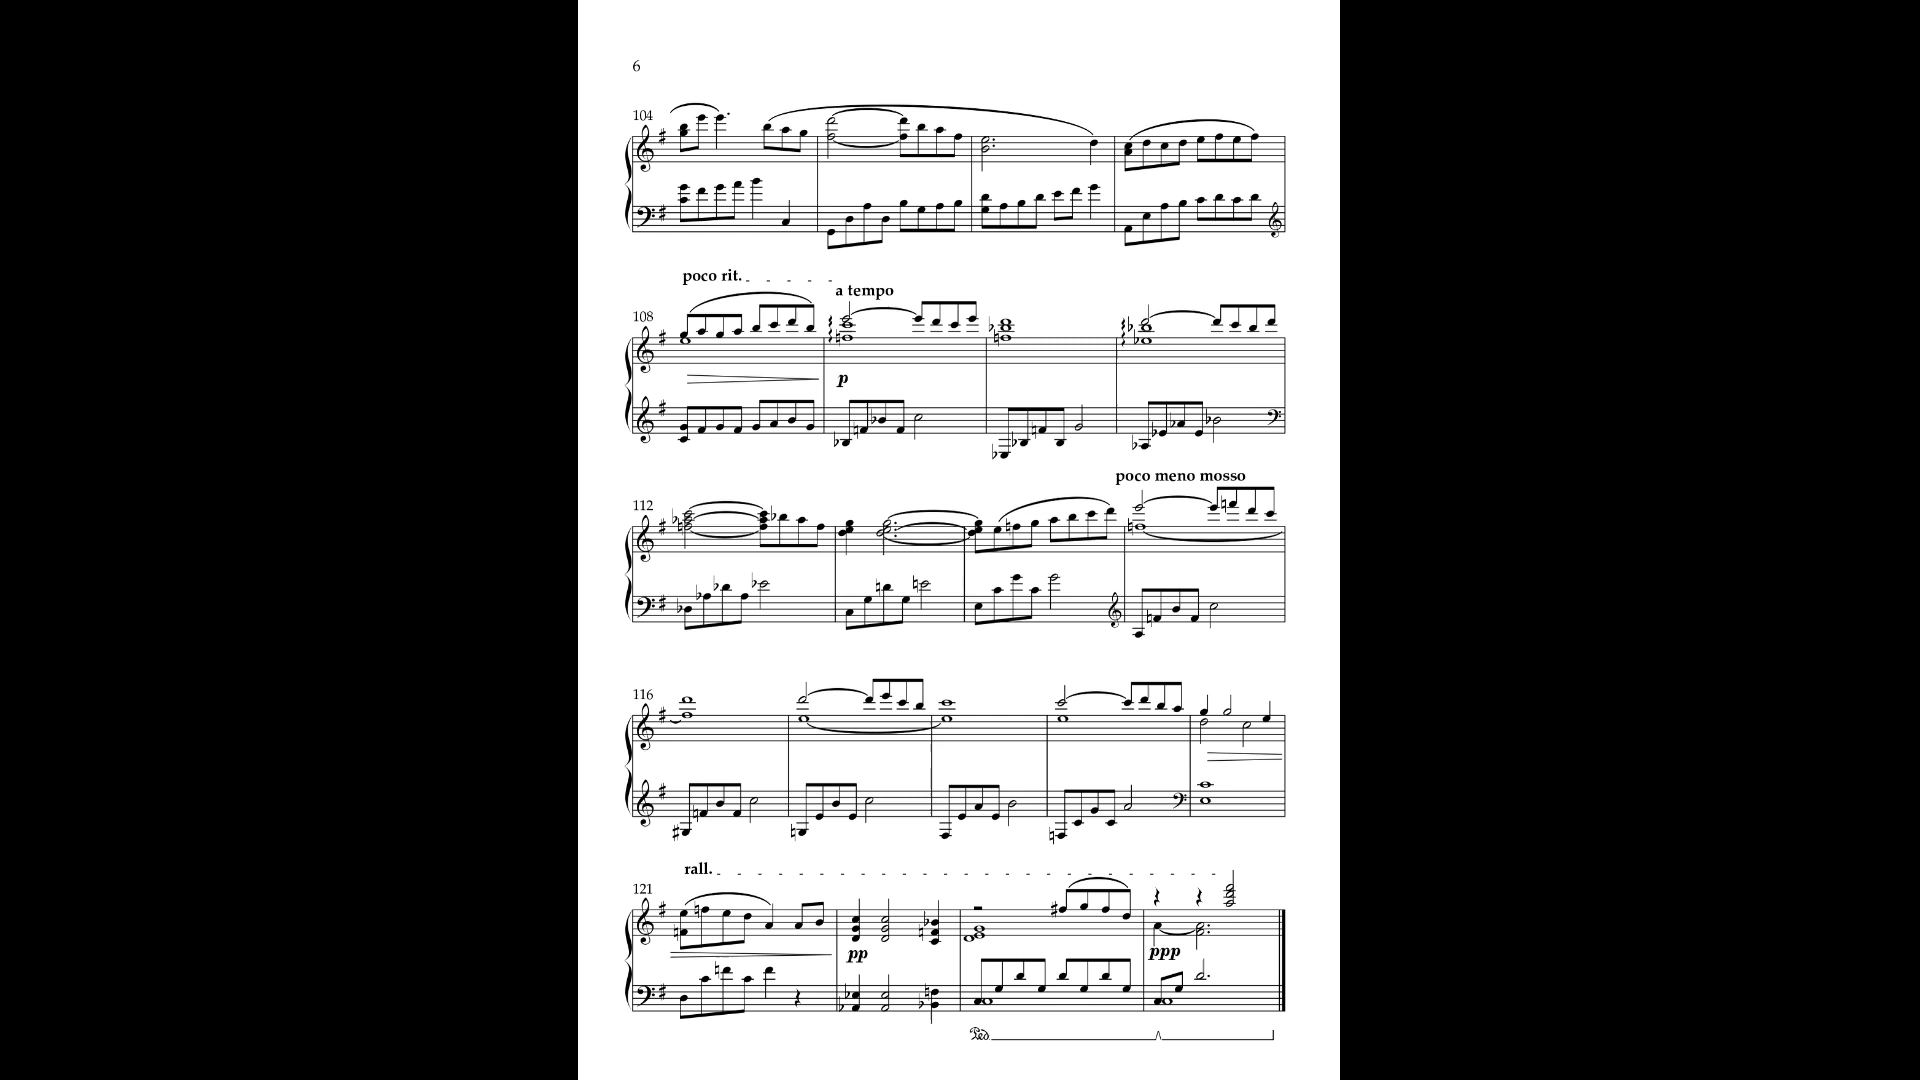 6
104
poco rit.
a tempo
108
p
poco meno mosso
112
116
rall.
121
pp
ppp
Ped